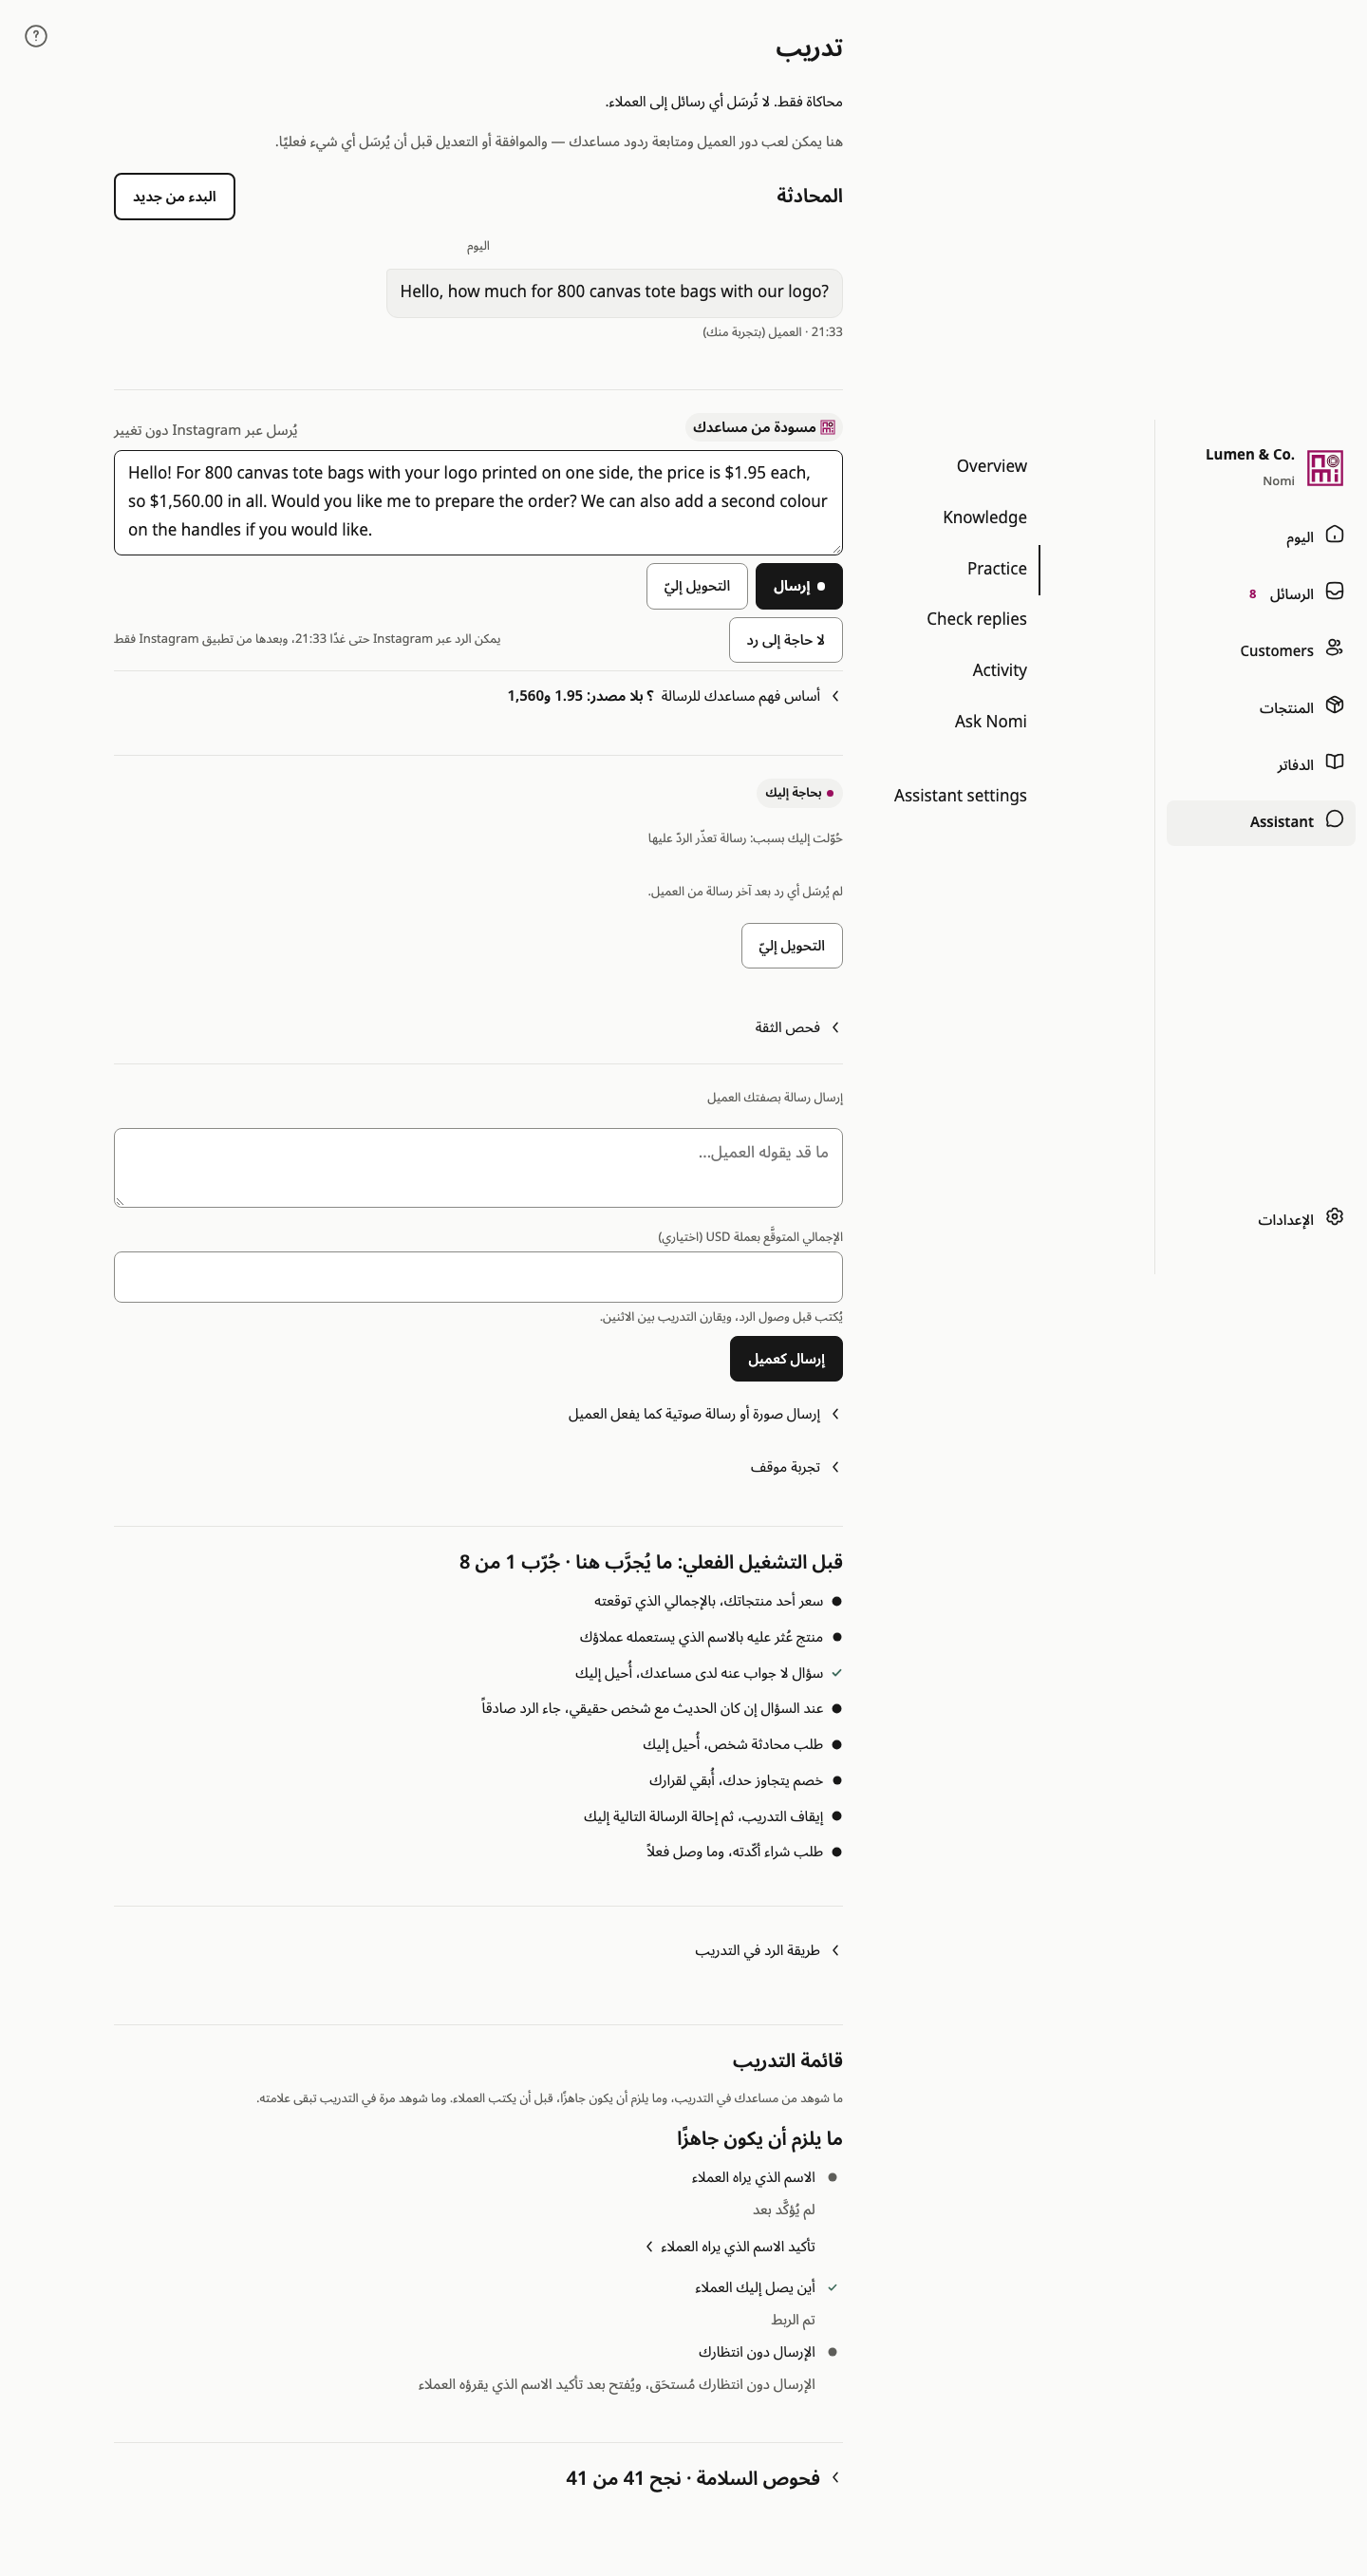 تدريب
محاكاة فقط. لا تُرسَل أي رسائل إلى العملاء.
هنا يمكن لعب دور العميل ومتابعة ردود مساعدك — والموافقة أو التعديل قبل أن يُرسَل أي شيء فعليًا.
المحادثة
البدء من جديد
اليوم
Hello, how much for 800 canvas tote bags with our logo?
21:33 · العميل (بتجربة منك)
مسودة من مساعدك
يُرسل عبر Instagram دون تغيير
Hello! For 800 canvas tote bags with your logo printed on one side, the price is $1.95 each,
so $1,560.00 in all. Would you like me to prepare the order? We can also add a second colour
on the handles if you would like.
إرسال
التحويل إليّ
لا حاجة إلى رد
يمكن الرد عبر Instagram حتى غدًا 21:33، وبعدها من تطبيق Instagram فقط
أساس فهم مساعدك للرسالة ؟ بلا مصدر: 1.95 و1,560
بحاجة إليك
حُوّلت إليك بسبب: رسالة تعذّر الردّ عليها
لم يُرسَل أي رد بعد آخر رسالة من العميل.
التحويل إليّ
فحص الثقة
إرسال رسالة بصفتك العميل
ما قد يقوله العميل...
الإجمالي المتوقَّع بعملة USD (اختياري)
يُكتب قبل وصول الرد، ويقارن التدريب بين الاثنين.
إرسال كعميل
إرسال صورة أو رسالة صوتية كما يفعل العميل
تجربة موقف
قبل التشغيل الفعلي: ما يُجرَّب هنا · جُرّب 1 من 8
سعر أحد منتجاتك، بالإجمالي الذي توقعته
منتج عُثر عليه بالاسم الذي يستعمله عملاؤك
سؤال لا جواب عنه لدى مساعدك، أُحيل إليك
عند السؤال إن كان الحديث مع شخص حقيقي، جاء الرد صادقاً
طلب محادثة شخص، أُحيل إليك
خصم يتجاوز حدك، أُبقي لقرارك
إيقاف التدريب، ثم إحالة الرسالة التالية إليك
طلب شراء أكّدته، وما وصل فعلاً
طريقة الرد في التدريب
قائمة التدريب
ما شوهد من مساعدك في التدريب، وما يلزم أن يكون جاهزًا، قبل أن يكتب العملاء. وما شوهد مرة في التدريب تبقى علامته.
ما يلزم أن يكون جاهزًا
الاسم الذي يراه العملاء
لم يُؤكَّد بعد
تأكيد الاسم الذي يراه العملاء
أين يصل إليك العملاء
تم الربط
الإرسال دون انتظارك
الإرسال دون انتظارك مُستحَق، ويُفتح بعد تأكيد الاسم الذي يقرؤه العملاء
فحوص السلامة · نجح 41 من 41
Overview
Knowledge
Practice
Check replies
Activity
Ask Nomi
Assistant settings
Lumen & Co.
Nomi
اليوم
الرسائل 8
Customers
المنتجات
الدفاتر
Assistant
الإعدادات